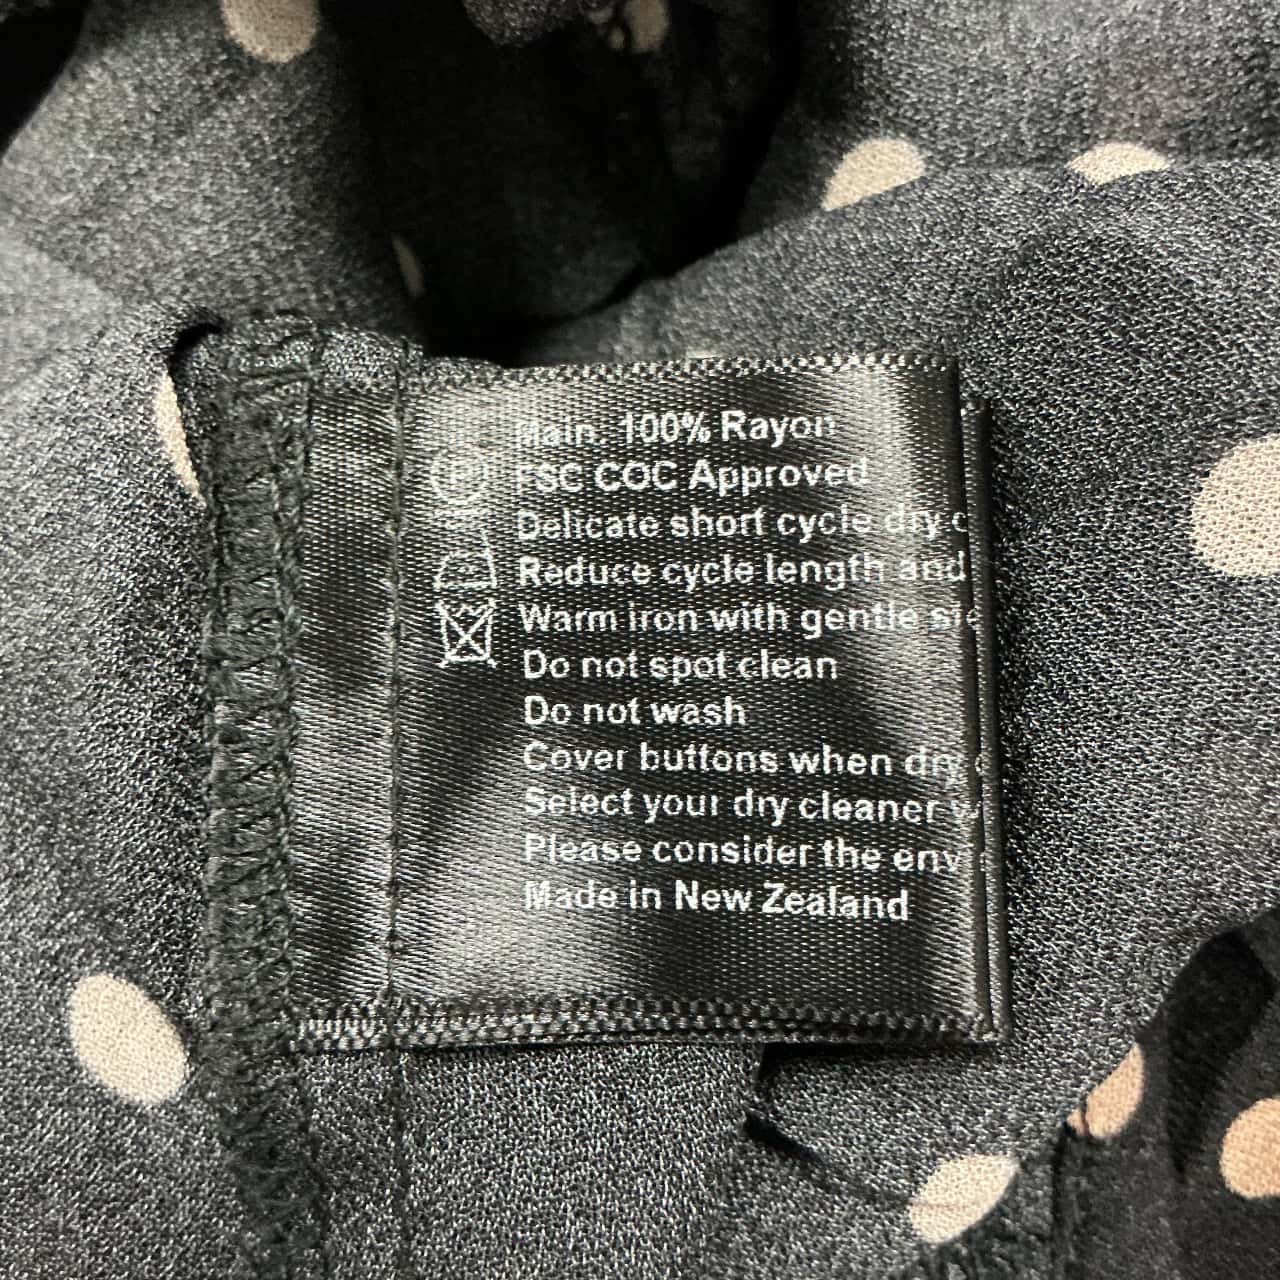 Main: 100% Rayon
FSC COC Approved
P
Delicate short cycle dry
Reduce cycle length and
Warm iron with gentle
Do not spot clean
Do not wash
Cover buttons when dry
Select your dry cleaner
Please consider the
Made in New Zealand